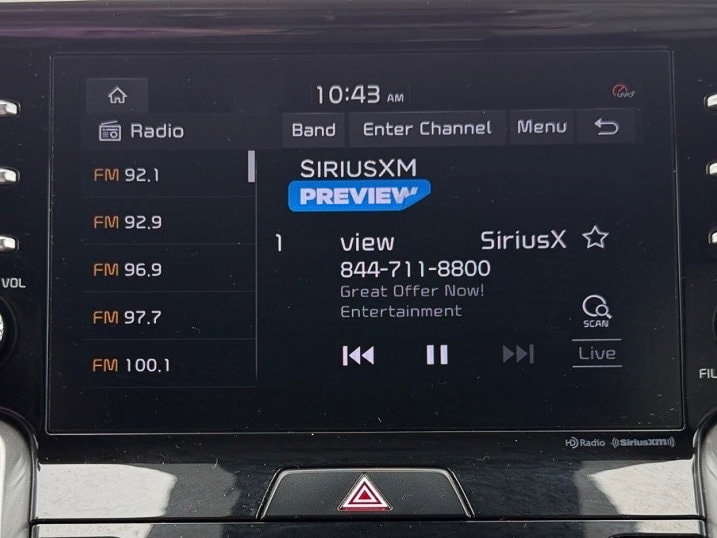 10:43 AM
UVO
Radio
Band
Enter Channel
Menu
FM 92.1
FM 92.9
FM 96.9
FM 97.7
FM 100.1
SIRIUSXM
PREVIEW
1 view SiriusX
844-711-8800
Great Offer Now!
Entertainment
SCAN
Live
VOL
FIL
HD Radio
((SiriusXM))